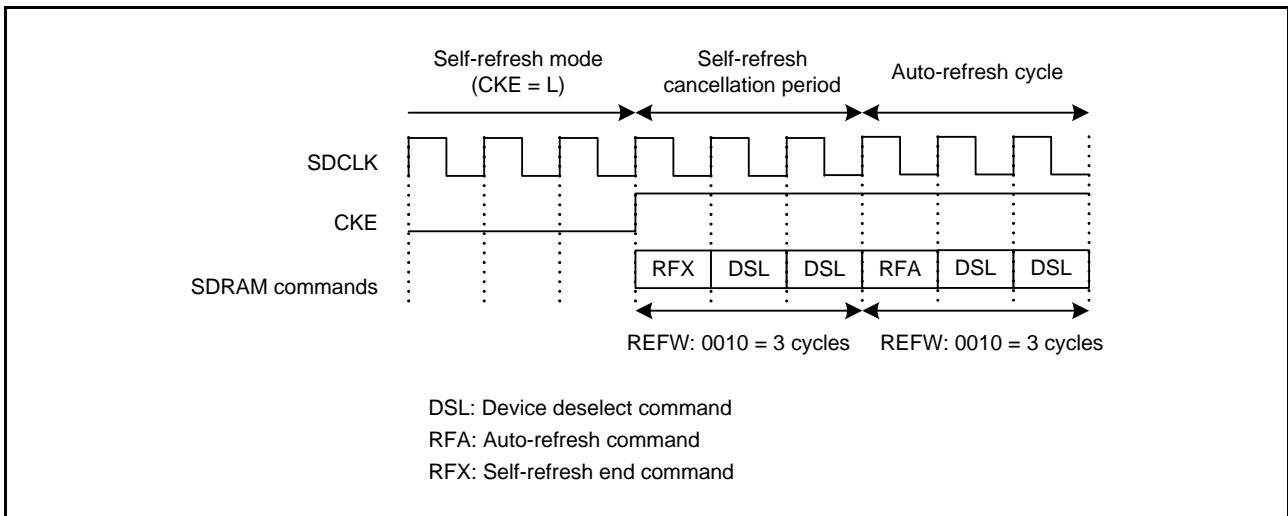 Self-refresh mode
(CKE = L)
Self-refresh
cancellation period
Auto-refresh cycle
SDCLK
CKE
SDRAM commands
RFX DSL DSL RFA DSL DSL
REFW: 0010 = 3 cycles REFW: 0010 = 3 cycles
DSL: Device deselect command
RFA: Auto-refresh command
RFX: Self-refresh end command